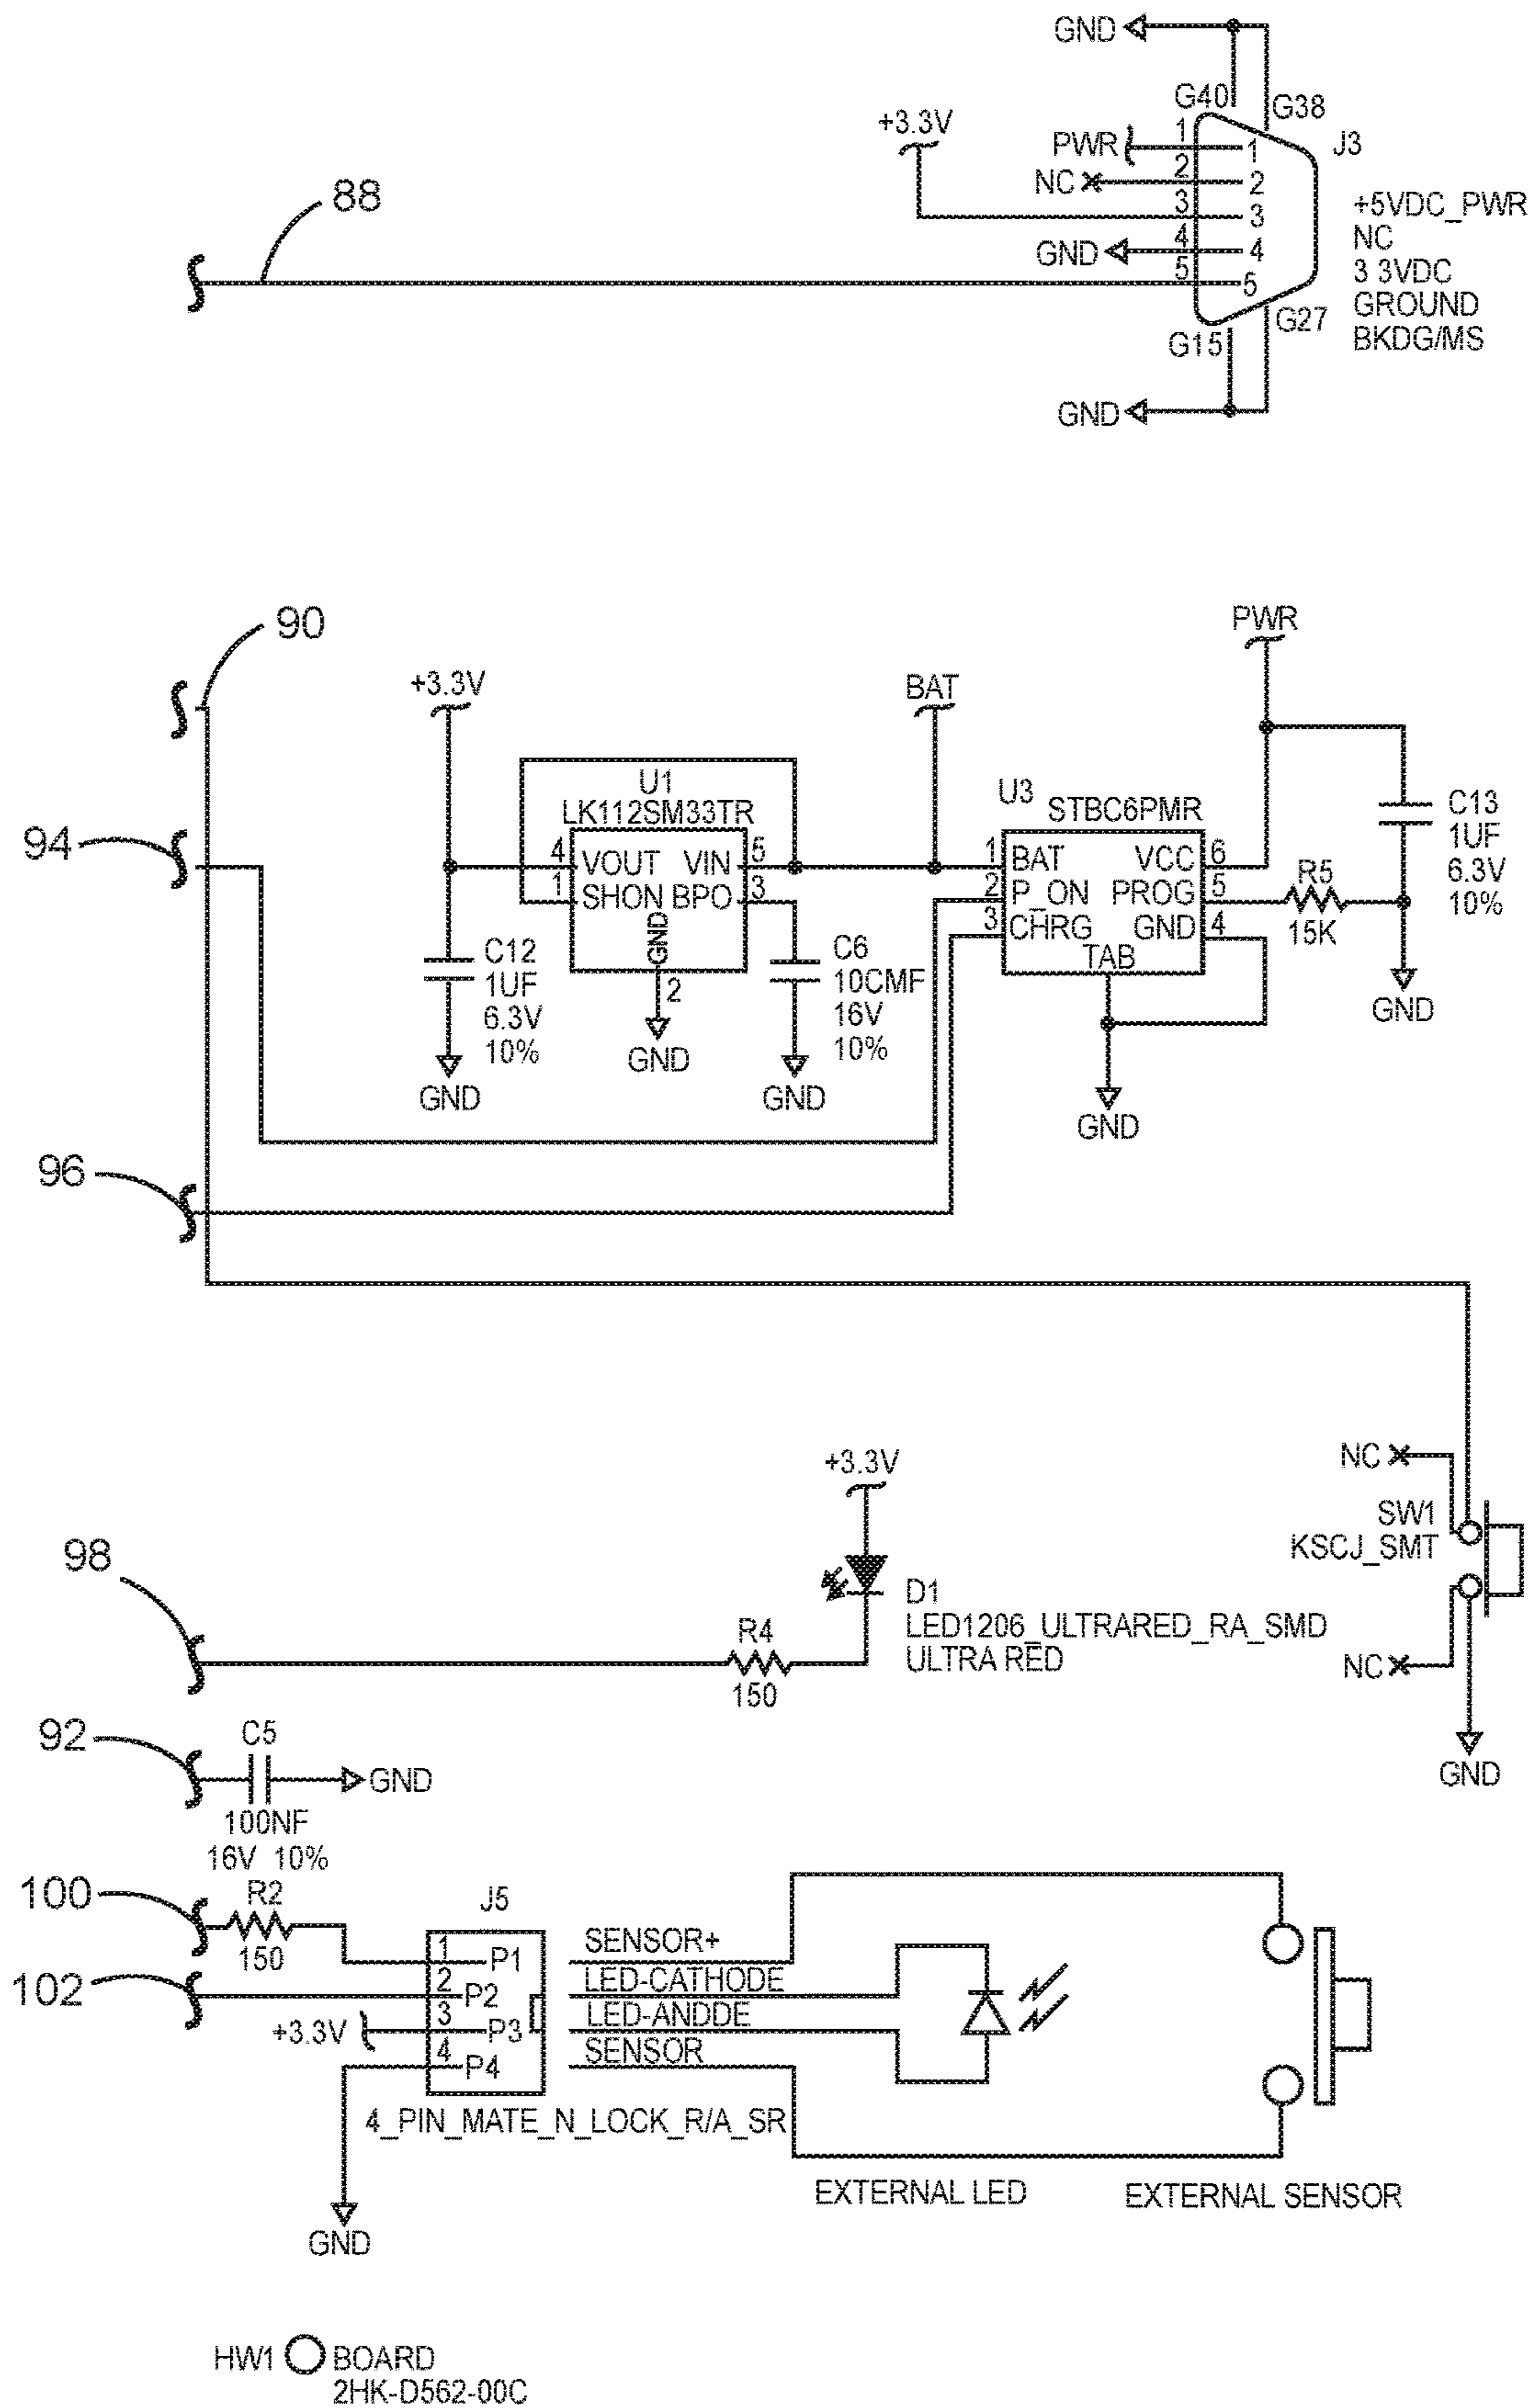 GND
G40
G38
+3.3V
PWR
1
1
J3
NC
2
2
3
3
GND
4
4
5
5
+5VDC_PWR
NC
3 3VDC
GROUND
BKDG/MS
G15
G27
GND
88
90
+3.3V
BAT
PWR
U1
LK112SM33TR
4
VOUT
VIN
5
1
SHON
BPO
3
GND
2
GND
U3
STBC6PMR
1
BAT
VCC
6
2
P_ON
PROG
5
3
CHRG
GND
4
TAB
R5
15K
C13
1UF
6.3V
10%
GND
94
C12
1UF
6.3V
10%
GND
C6
10CMF
16V
10%
GND
GND
96
+3.3V
NC
SW1
KSCJ_SMT
NC
GND
98
D1
LED1206_ULTRARED_RA_SMD
ULTRA RED
R4
150
92
C5
GND
100NF
16V 10%
100
R2
150
J5
1
P1
SENSOR+
102
2
P2
LED-CATHODE
+3.3V
3
P3
LED-ANDDE
4
P4
SENSOR
4_PIN_MATE_N_LOCK_R/A_SR
GND
EXTERNAL LED
EXTERNAL SENSOR
HW1
BOARD
2HK-D562-00C